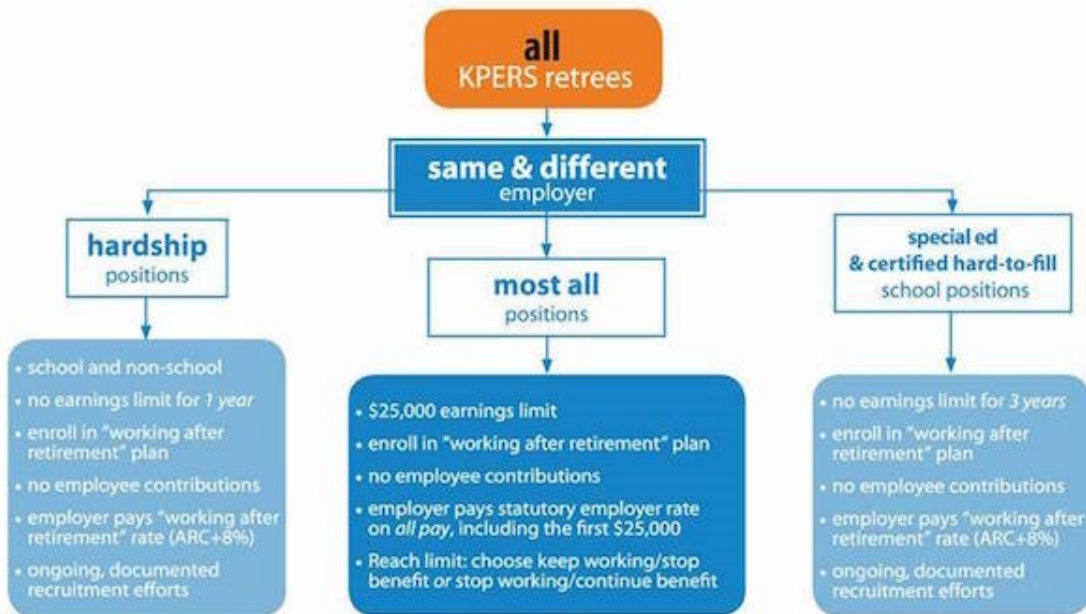 all
KPERS retrees
same & different
employer
hardship
positions
most all
positions
special ed
& certified hard-to-fill
school positions
• school and non-school
• no earnings limit for 1 year
• enroll in "working after
retirement" plan
• no employee contributions
• employer pays "working after
retirement" rate (ARC+8%)
• ongoing, documented
recruitment efforts
• $25,000 earnings limit
• enroll in "working after retirement" plan
• no employee contributions
• employer pays statutory employer rate
on all pay, including the first $25,000
• Reach limit: choose keep working/stop
benefit or stop working/continue benefit
• no earnings limit for 3 years
• enroll in "working after
retirement" plan
• no employee contributions
• employer pays "working after
retirement" rate (ARC+8%)
• ongoing, documented
recruitment efforts